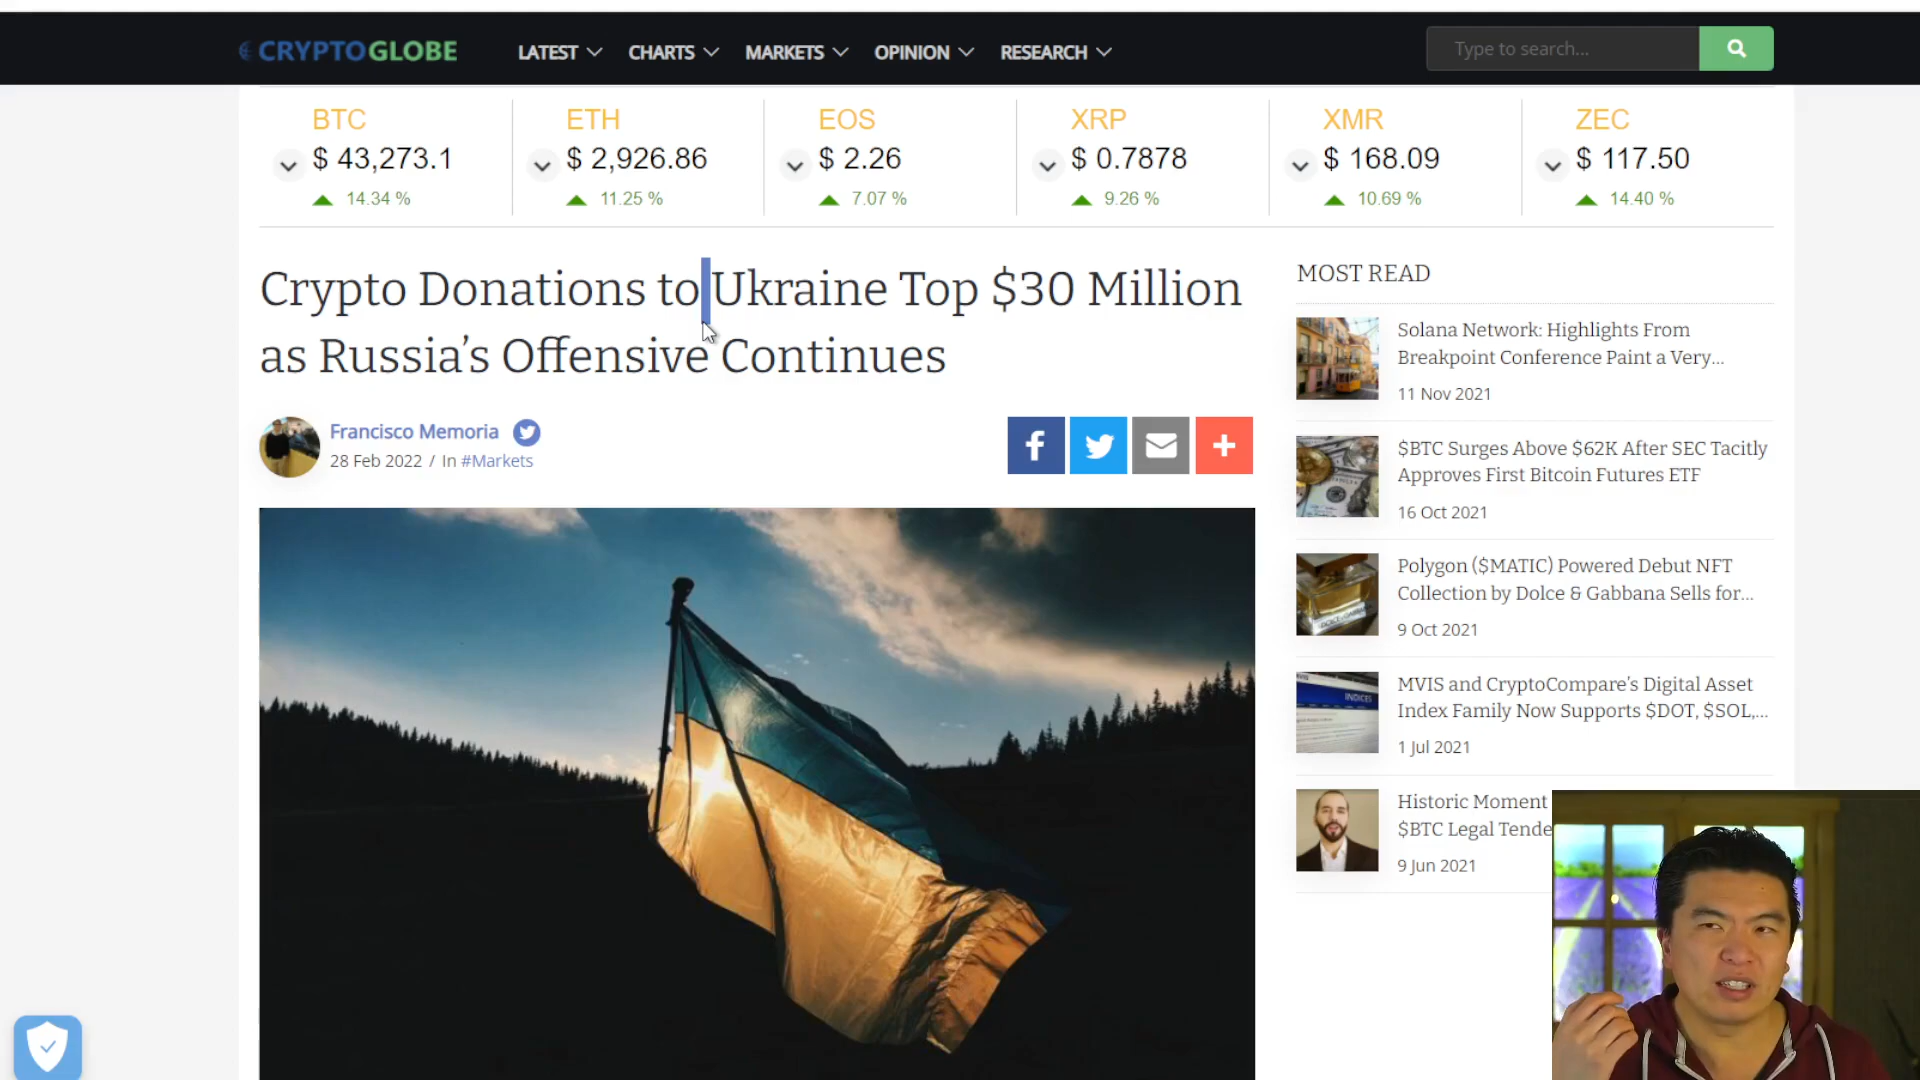 CRYPTOGLOBE
LATEST
CHARTS
MARKETS
OPINION
RESEARCH
Type to search...
BTC
$ 43,273.1
14.34 %
ETH
$ 2,926.86
11.25 %
EOS
$ 2.26
7.07 %
XRP
$ 0.7878
9.26 %
XMR
$ 168.09
10.69 %
ZEC
$ 117.50
14.40 %
Crypto Donations to Ukraine Top $30 Million
as Russia’s Offensive Continues
Francisco Memoria
28 Feb 2022 / In #Markets
MOST READ
Solana Network: Highlights From
Breakpoint Conference Paint a Very...
11 Nov 2021
$BTC Surges Above $62K After SEC Tacitly
Approves First Bitcoin Futures ETF
16 Oct 2021
Polygon ($MATIC) Powered Debut NFT
Collection by Dolce & Gabbana Sells for...
9 Oct 2021
INDICES
MVIS and CryptoCompare’s Digital Asset
Index Family Now Supports $DOT, $SOL,...
1 Jul 2021
Historic Moment
$BTC Legal Tende
9 Jun 2021